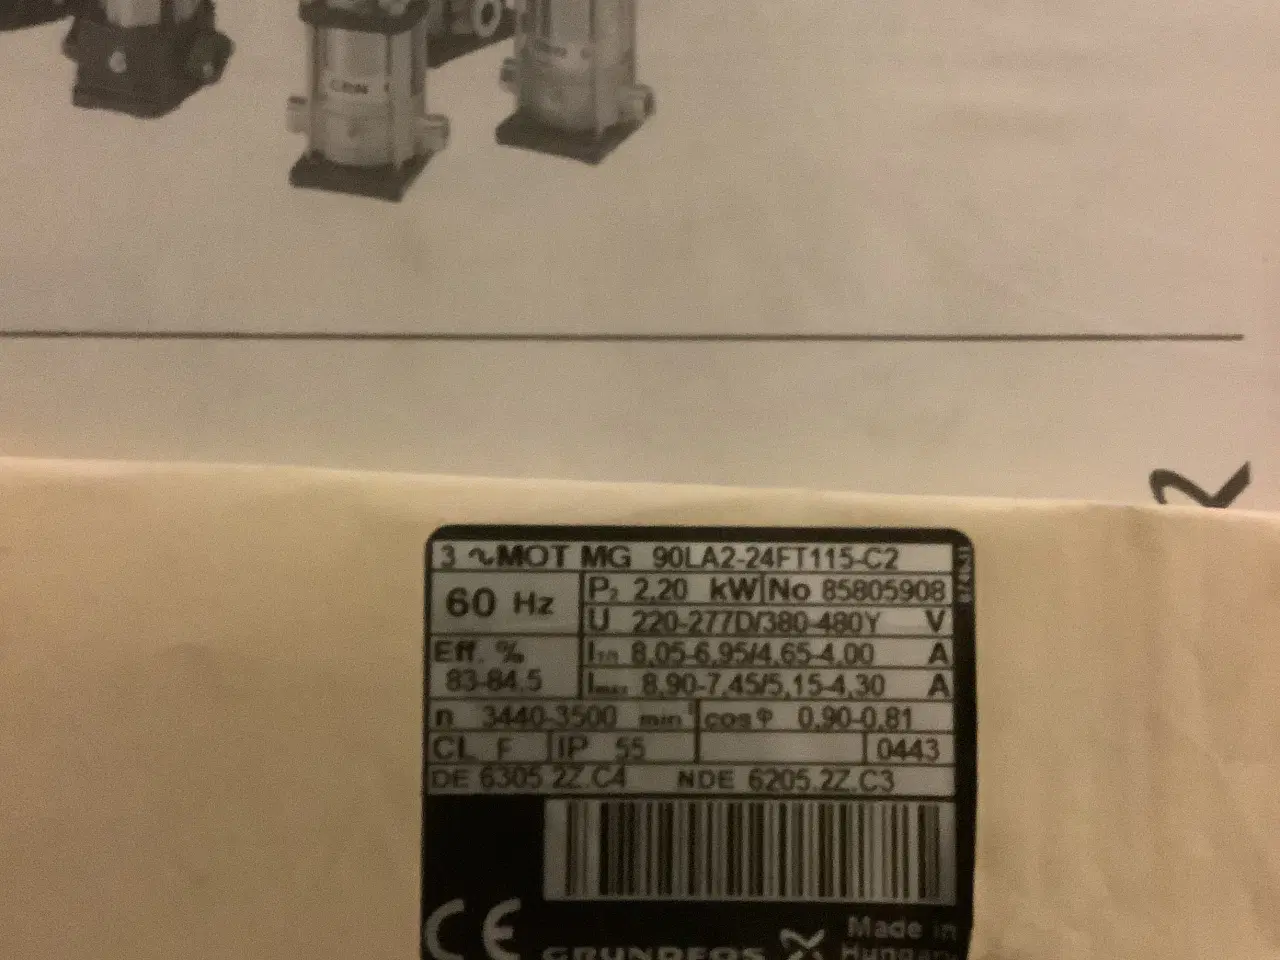 CRN
3 ~MOT MG 90LA2-24FT115-C2
60 Hz
P₂ 2,20 kW No 85805908
U 220-277D/380-480Y V
Eff. % 83-84.5
I₁/₁ 8,05-6,95/4,65-4,00 A
Iₘₐₓ 8,90-7,45/5,15-4,30 A
n 3440-3500 min⁻¹ cos φ 0,90-0,81
CL F IP 55 0443
DE 6305.2Z.C4 NDE 6205.2Z.C3
CE GRUNDFOS
Made in